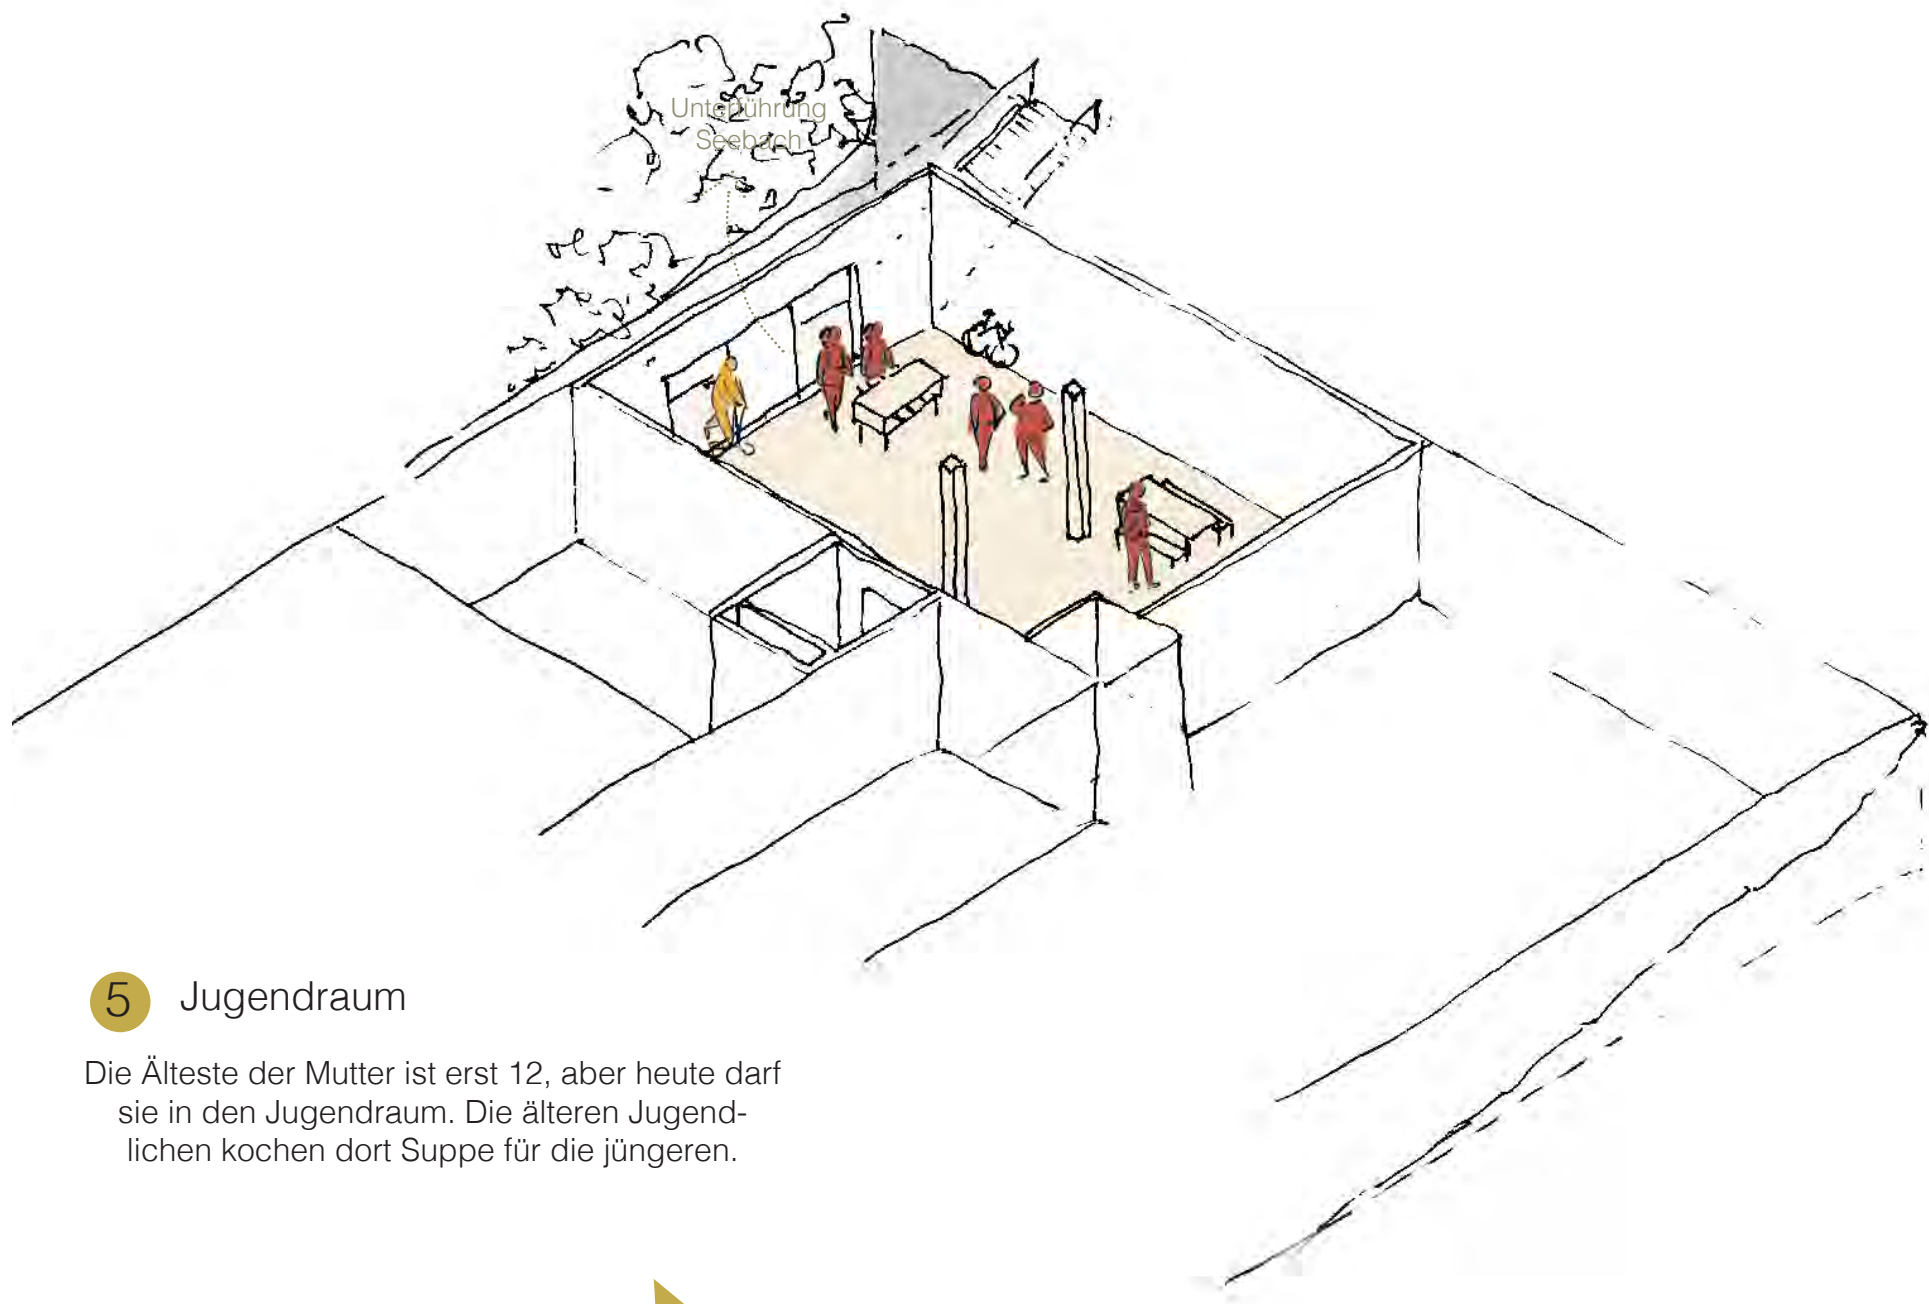 Unterführung
Seebach
5 Jugendraum
Die Älteste der Mutter ist erst 12, aber heute darf
sie in den Jugendraum. Die älteren Jugend-
lichen kochen dort Suppe für die jüngeren.